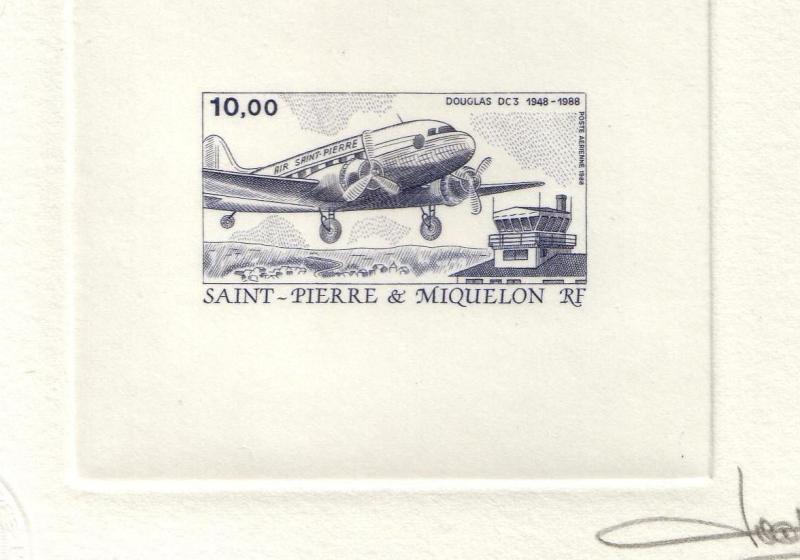 10,00
DOUGLAS DC3 1948-1988
POSTE AÉRIENNE 1988
AIR SAINT-PIERRE
SAINT-PIERRE & MIQUELON RF